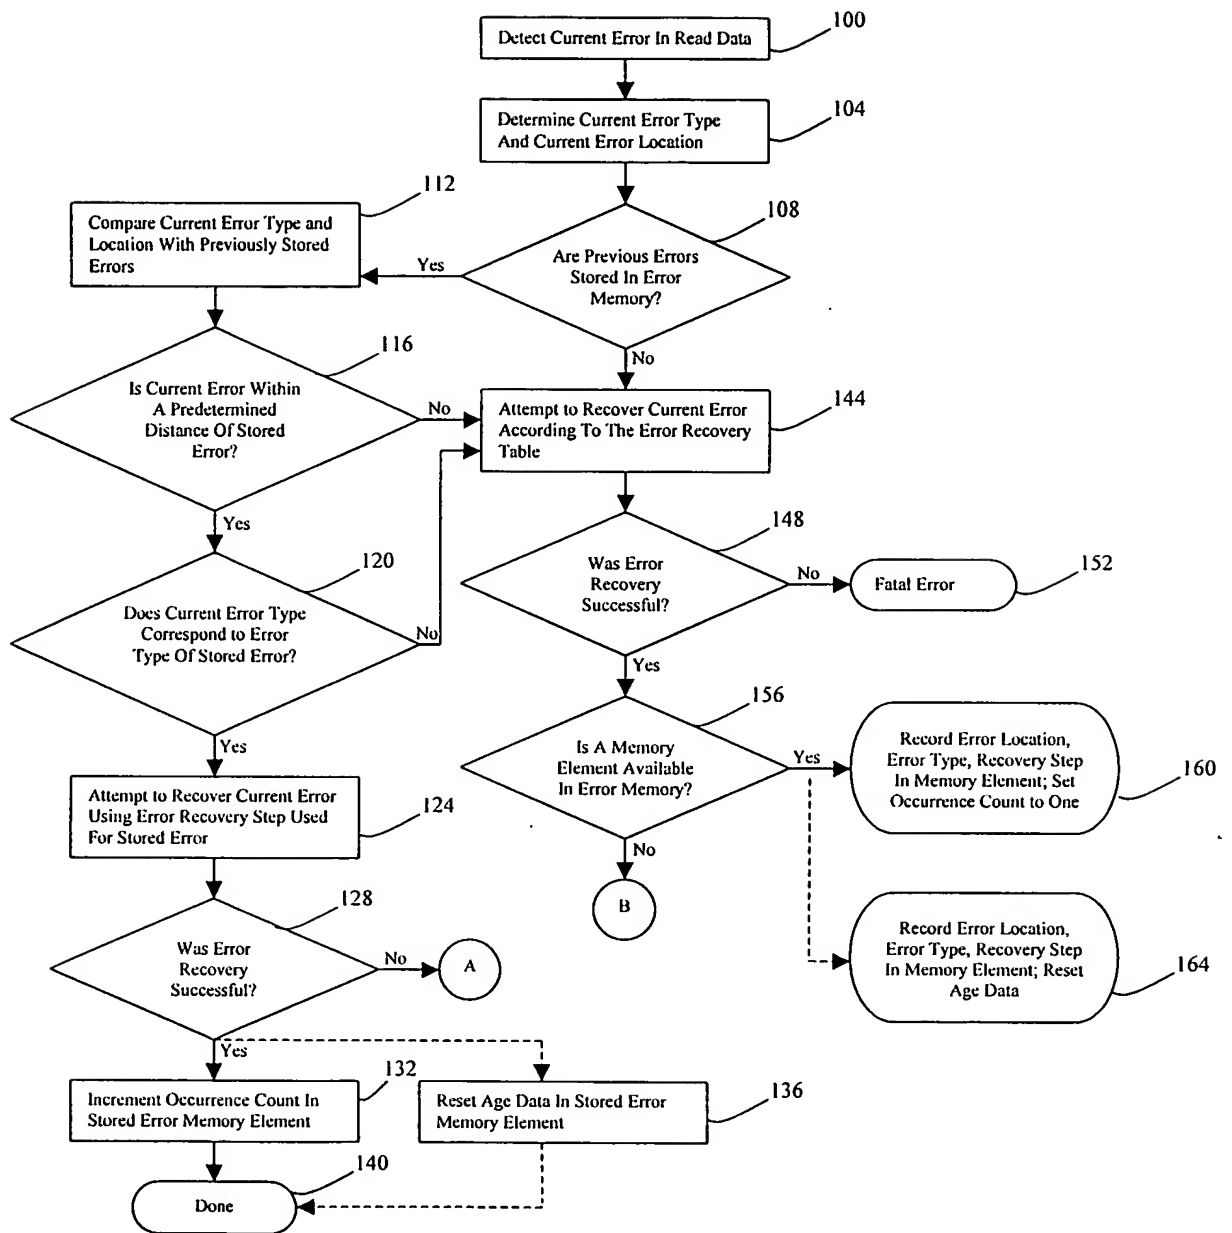 Detect Current Error In Read Data
100
Determine Current Error Type
And Current Error Location
104
112
Compare Current Error Type and
Location With Previously Stored
Errors
108
Are Previous Errors
Stored In Error
Memory?
Yes
No
116
Is Current Error Within
A Predetermined
Distance Of Stored
Error?
No
Yes
Attempt to Recover Current Error
According To The Error Recovery
Table
144
120
Does Current Error Type
Correspond to Error
Type Of Stored Error?
No
Yes
148
Was Error
Recovery
Successful?
No
Yes
Fatal Error
152
156
Is A Memory
Element Available
In Error Memory?
Yes
No
Record Error Location,
Error Type, Recovery Step
In Memory Element; Set
Occurrence Count to One
160
Attempt to Recover Current Error
Using Error Recovery Step Used
For Stored Error
124
B
128
Was Error
Recovery
Successful?
No
A
Yes
Record Error Location,
Error Type, Recovery Step
In Memory Element; Reset
Age Data
164
Increment Occurrence Count In
Stored Error Memory Element
132
Reset Age Data In Stored Error
Memory Element
136
140
Done